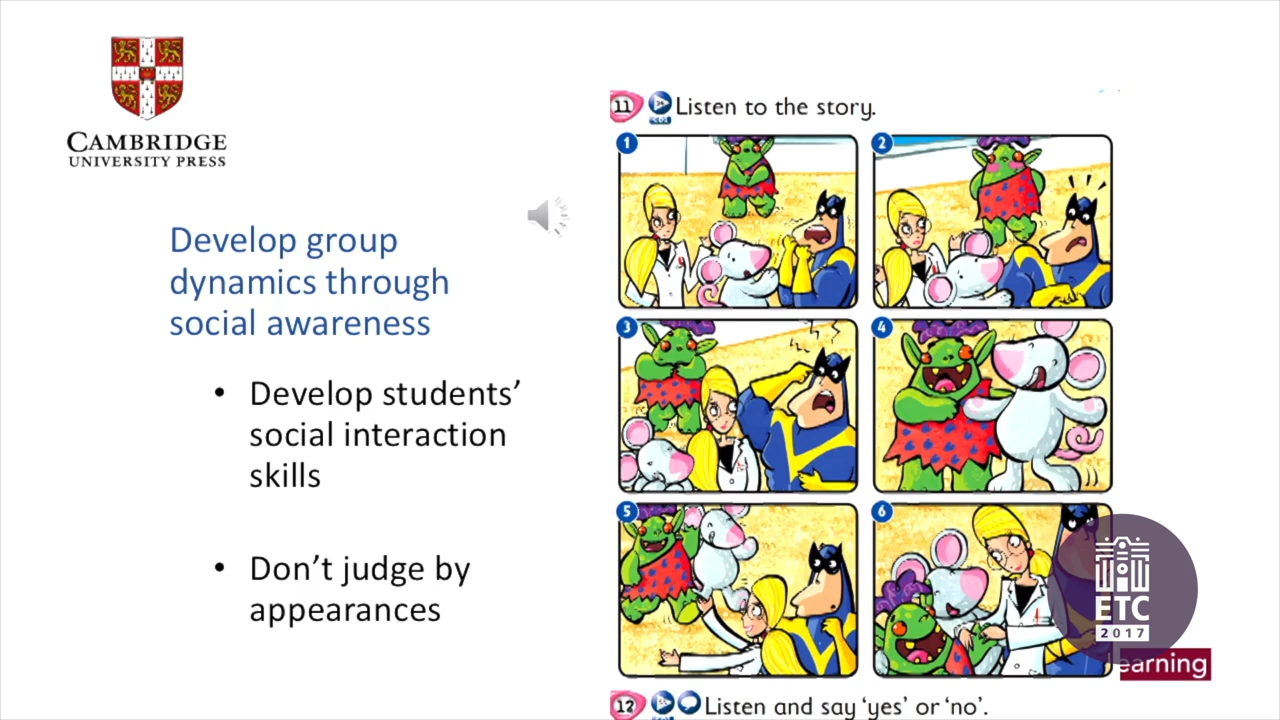 CAMBRIDGE
UNIVERSITY PRESS
Develop group
dynamics through
social awareness
• Develop students’
social interaction
skills
• Don’t judge by
appearances
11 Listen to the story.
1
2
3
4
5
6
ETC
-2017-
earning
12 Listen and say ‘yes’ or ‘no’.